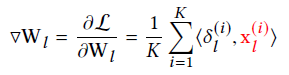 ▽W_l = ∂ℒ/∂W_l = 1/K ∑_{i=1}^{K} ⟨δ_l^{(i)}, x_l^{(i)}⟩